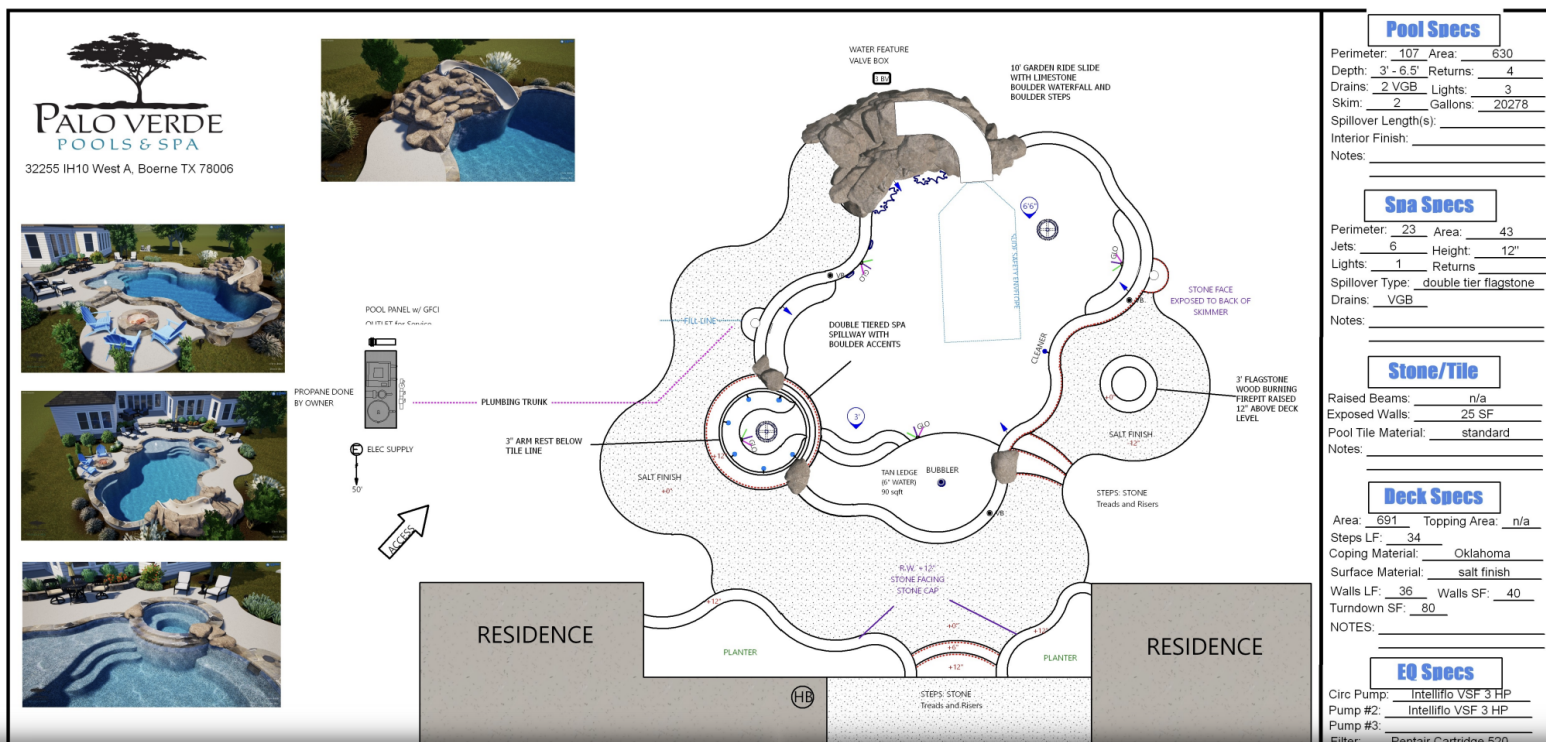 PALO VERDE
POOLS & SPA
32255 IH10 West A, Boerne TX 78006
WATER FEATURE
VALVE BOX
3 BV
10' GARDEN RIDE SLIDE
WITH LIMESTONE
BOULDER WATERFALL AND
BOULDER STEPS
6'6"
SLIDE SAFETY ENVELOPE
GLO
GLO
VB
VB
STONE FACE
EXPOSED TO BACK OF
SKIMMER
POOL PANEL w/ GFCI
OUTLET for Service
FILL LINE
DOUBLE TIERED SPA
SPILLWAY WITH
BOULDER ACCENTS
CLEANER
PROPANE DONE
BY OWNER
PLUMBING TRUNK
3' FLAGSTONE
WOOD BURNING
FIREPIT RAISED
12" ABOVE DECK
LEVEL
+0"
3'
GLO
GLO
3" ARM REST BELOW
TILE LINE
SALT FINISH
12"
E
ELEC SUPPLY
50'
+12"
SALT FINISH
+0"
TAN LEDGE
(6" WATER)
90 sqft
BUBBLER
STEPS: STONE
Treads and Risers
VB
ACCESS
R.W. +12"
STONE FACING
STONE CAP
+12"
+0"
+6"
+12"
+12"
RESIDENCE
RESIDENCE
PLANTER
PLANTER
HB
STEPS: STONE
Treads and Risers
Pool Specs
Perimeter: 107 Area: 630
Depth: 3' - 6.5' Returns: 4
Drains: 2 VGB Lights: 3
Skim: 2 Gallons: 20278
Spillover Length(s):
Interior Finish:
Notes:
Spa Specs
Perimeter: 23 Area: 43
Jets: 6 Height: 12"
Lights: 1 Returns
Spillover Type: double tier flagstone
Drains: VGB
Notes:
Stone/Tile
Raised Beams: n/a
Exposed Walls: 25 SF
Pool Tile Material: standard
Notes:
Deck Specs
Area: 691 Topping Area: n/a
Steps LF: 34
Coping Material: Oklahoma
Surface Material: salt finish
Walls LF: 36 Walls SF: 40
Turndown SF: 80
NOTES:
EQ Specs
Circ Pump: Intelliflo VSF 3 HP
Pump #2: Intelliflo VSF 3 HP
Pump #3:
Filter: Pentair Cartridge 520